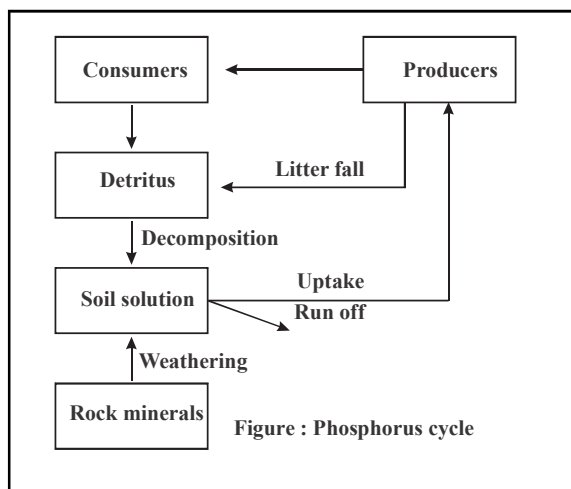 Consumers
Producers
Litter fall
Detritus
Decomposition
Uptake
Soil solution
Run off
Weathering
Rock minerals
Figure : Phosphorus cycle